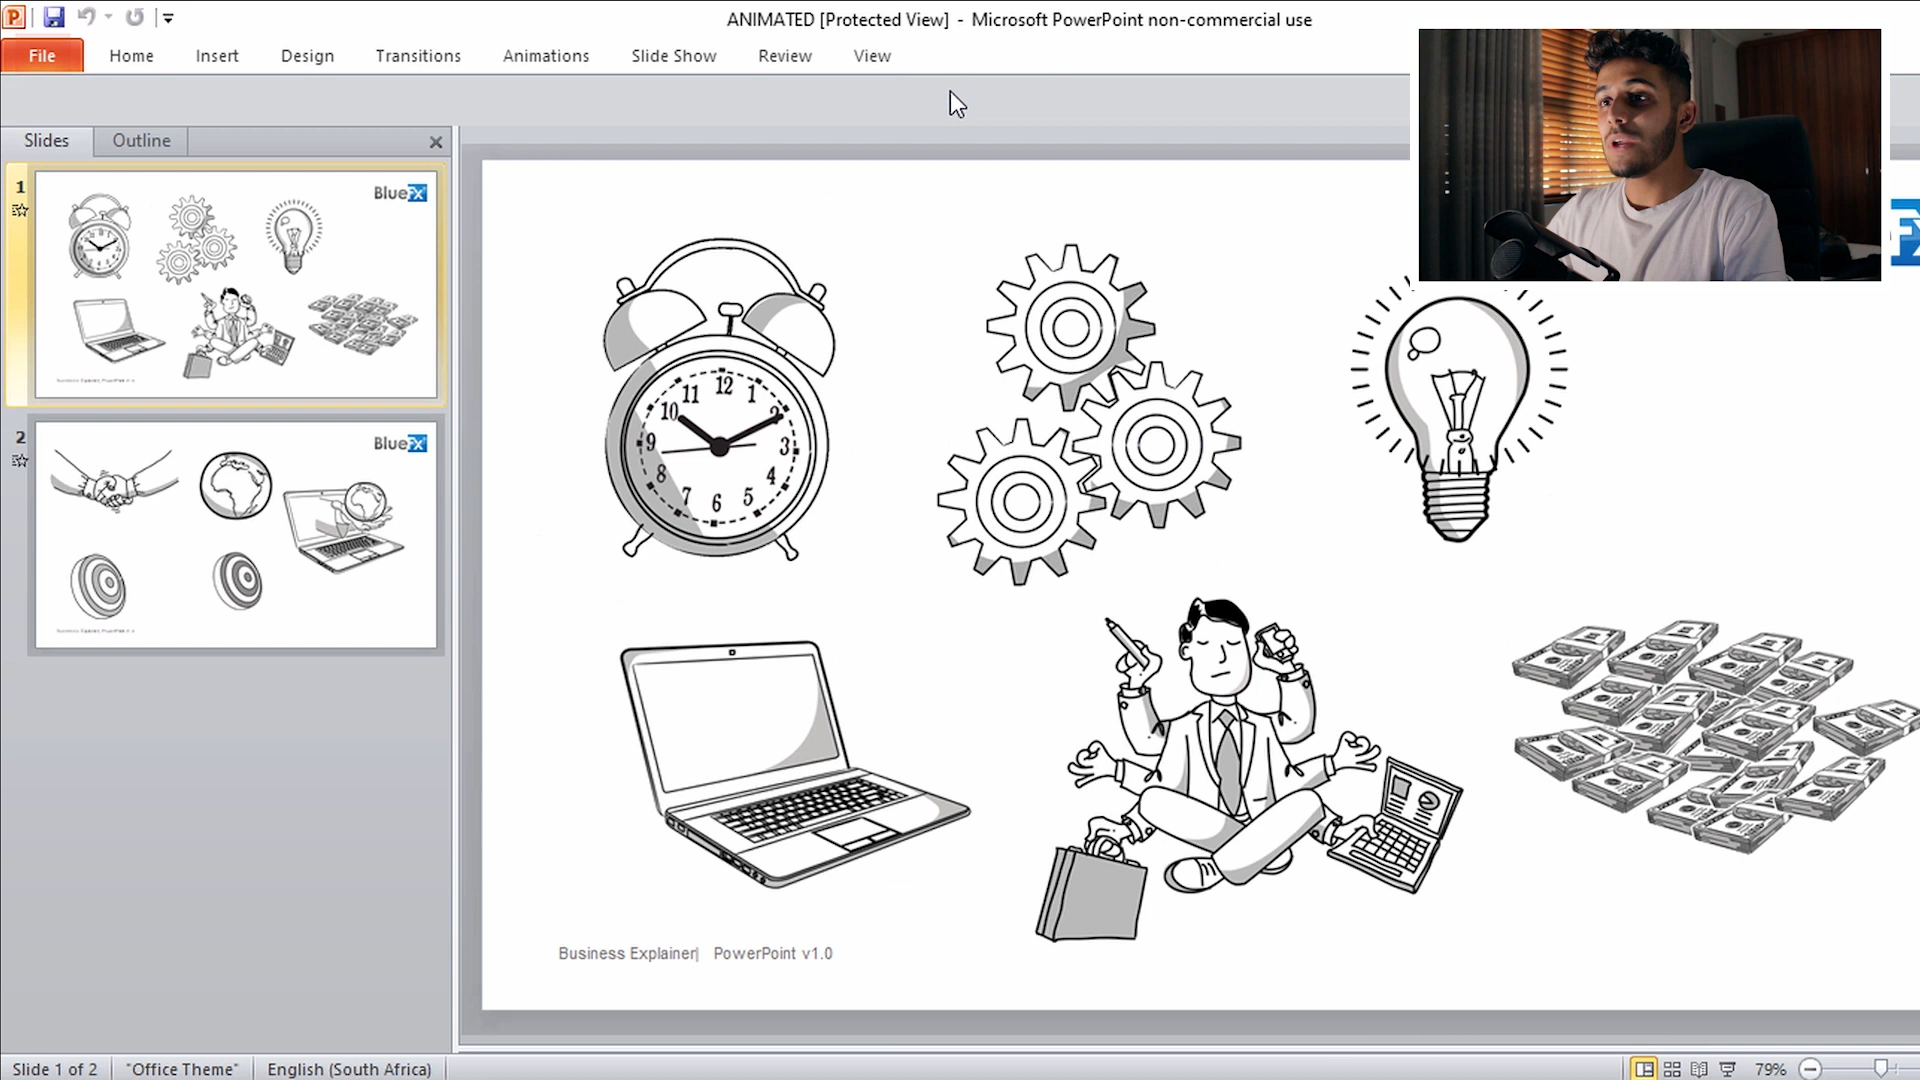 ANIMATED [Protected View] - Microsoft PowerPoint non-commercial use
File Home Insert Design Transitions Animations Slide Show Review View
Slides Outline
1
BlueFX
2
BlueFX
12
11 1
10 2
9 3
8 4
7 5
6
FX
Business Explainer| PowerPoint v1.0
Slide 1 of 2 "Office Theme" English (South Africa) 79%